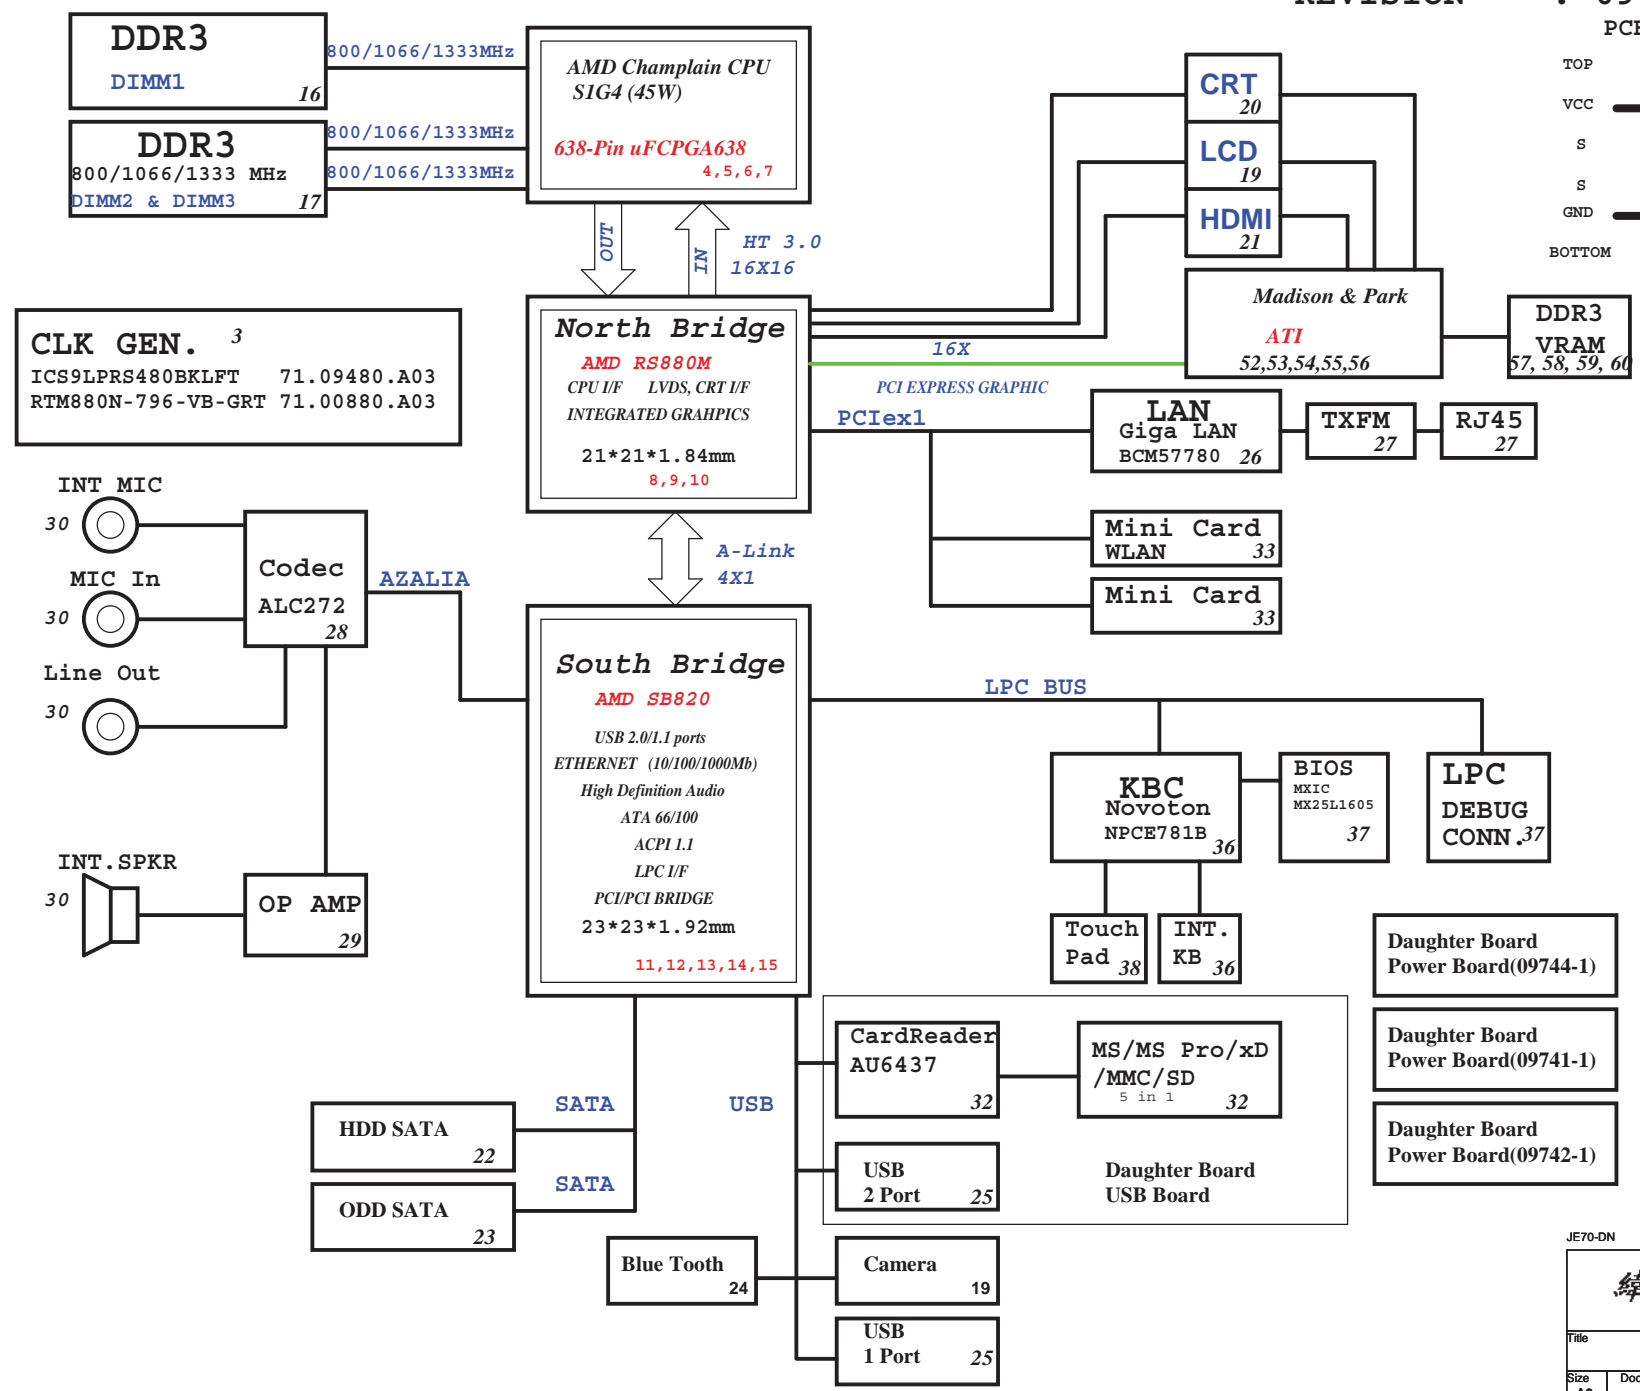 REVISION : 09
PCB
TOP
VCC
S
S
GND
BOTTOM
DDR3
DIMM1
16
800/1066/1333MHz
DDR3
800/1066/1333 MHz
DIMM2 & DIMM3
17
800/1066/1333MHz
800/1066/1333MHz
AMD Champlain CPU
S1G4 (45W)
638-Pin uFCPGA638
4,5,6,7
OUT
IN
HT 3.0
16X16
CRT
20
LCD
19
HDMI
21
Madison & Park
ATI
52,53,54,55,56
DDR3
VRAM
57, 58, 59, 60
CLK GEN. 3
ICS9LPRS480BKLFT 71.09480.A03
RTM880N-796-VB-GRT 71.00880.A03
North Bridge
AMD RS880M
CPU I/F LVDS, CRT I/F
INTEGRATED GRAHPICS
21*21*1.84mm
8,9,10
16X
PCI EXPRESS GRAPHIC
PCIex1
LAN
Giga LAN
BCM57780 26
TXFM
27
RJ45
27
Mini Card
WLAN 33
Mini Card
33
A-Link
4X1
INT MIC
30
MIC In
30
Line Out
30
Codec
ALC272
28
AZALIA
INT.SPKR
30
OP AMP
29
South Bridge
AMD SB820
USB 2.0/1.1 ports
ETHERNET (10/100/1000Mb)
High Definition Audio
ATA 66/100
ACPI 1.1
LPC I/F
PCI/PCI BRIDGE
23*23*1.92mm
11,12,13,14,15
LPC BUS
KBC
Novoton
NPCE781B
36
BIOS
MXIC
MX25L1605
37
LPC
DEBUG
CONN. 37
Touch
Pad 38
INT.
KB 36
Daughter Board
Power Board(09744-1)
Daughter Board
Power Board(09741-1)
Daughter Board
Power Board(09742-1)
CardReader
AU6437
32
MS/MS Pro/xD
/MMC/SD
5 in 1 32
USB
2 Port 25
Daughter Board
USB Board
SATA
USB
HDD SATA
22
SATA
ODD SATA
23
Blue Tooth
24
Camera
19
USB
1 Port 25
JE70-DN
緯
Title
Size Doc